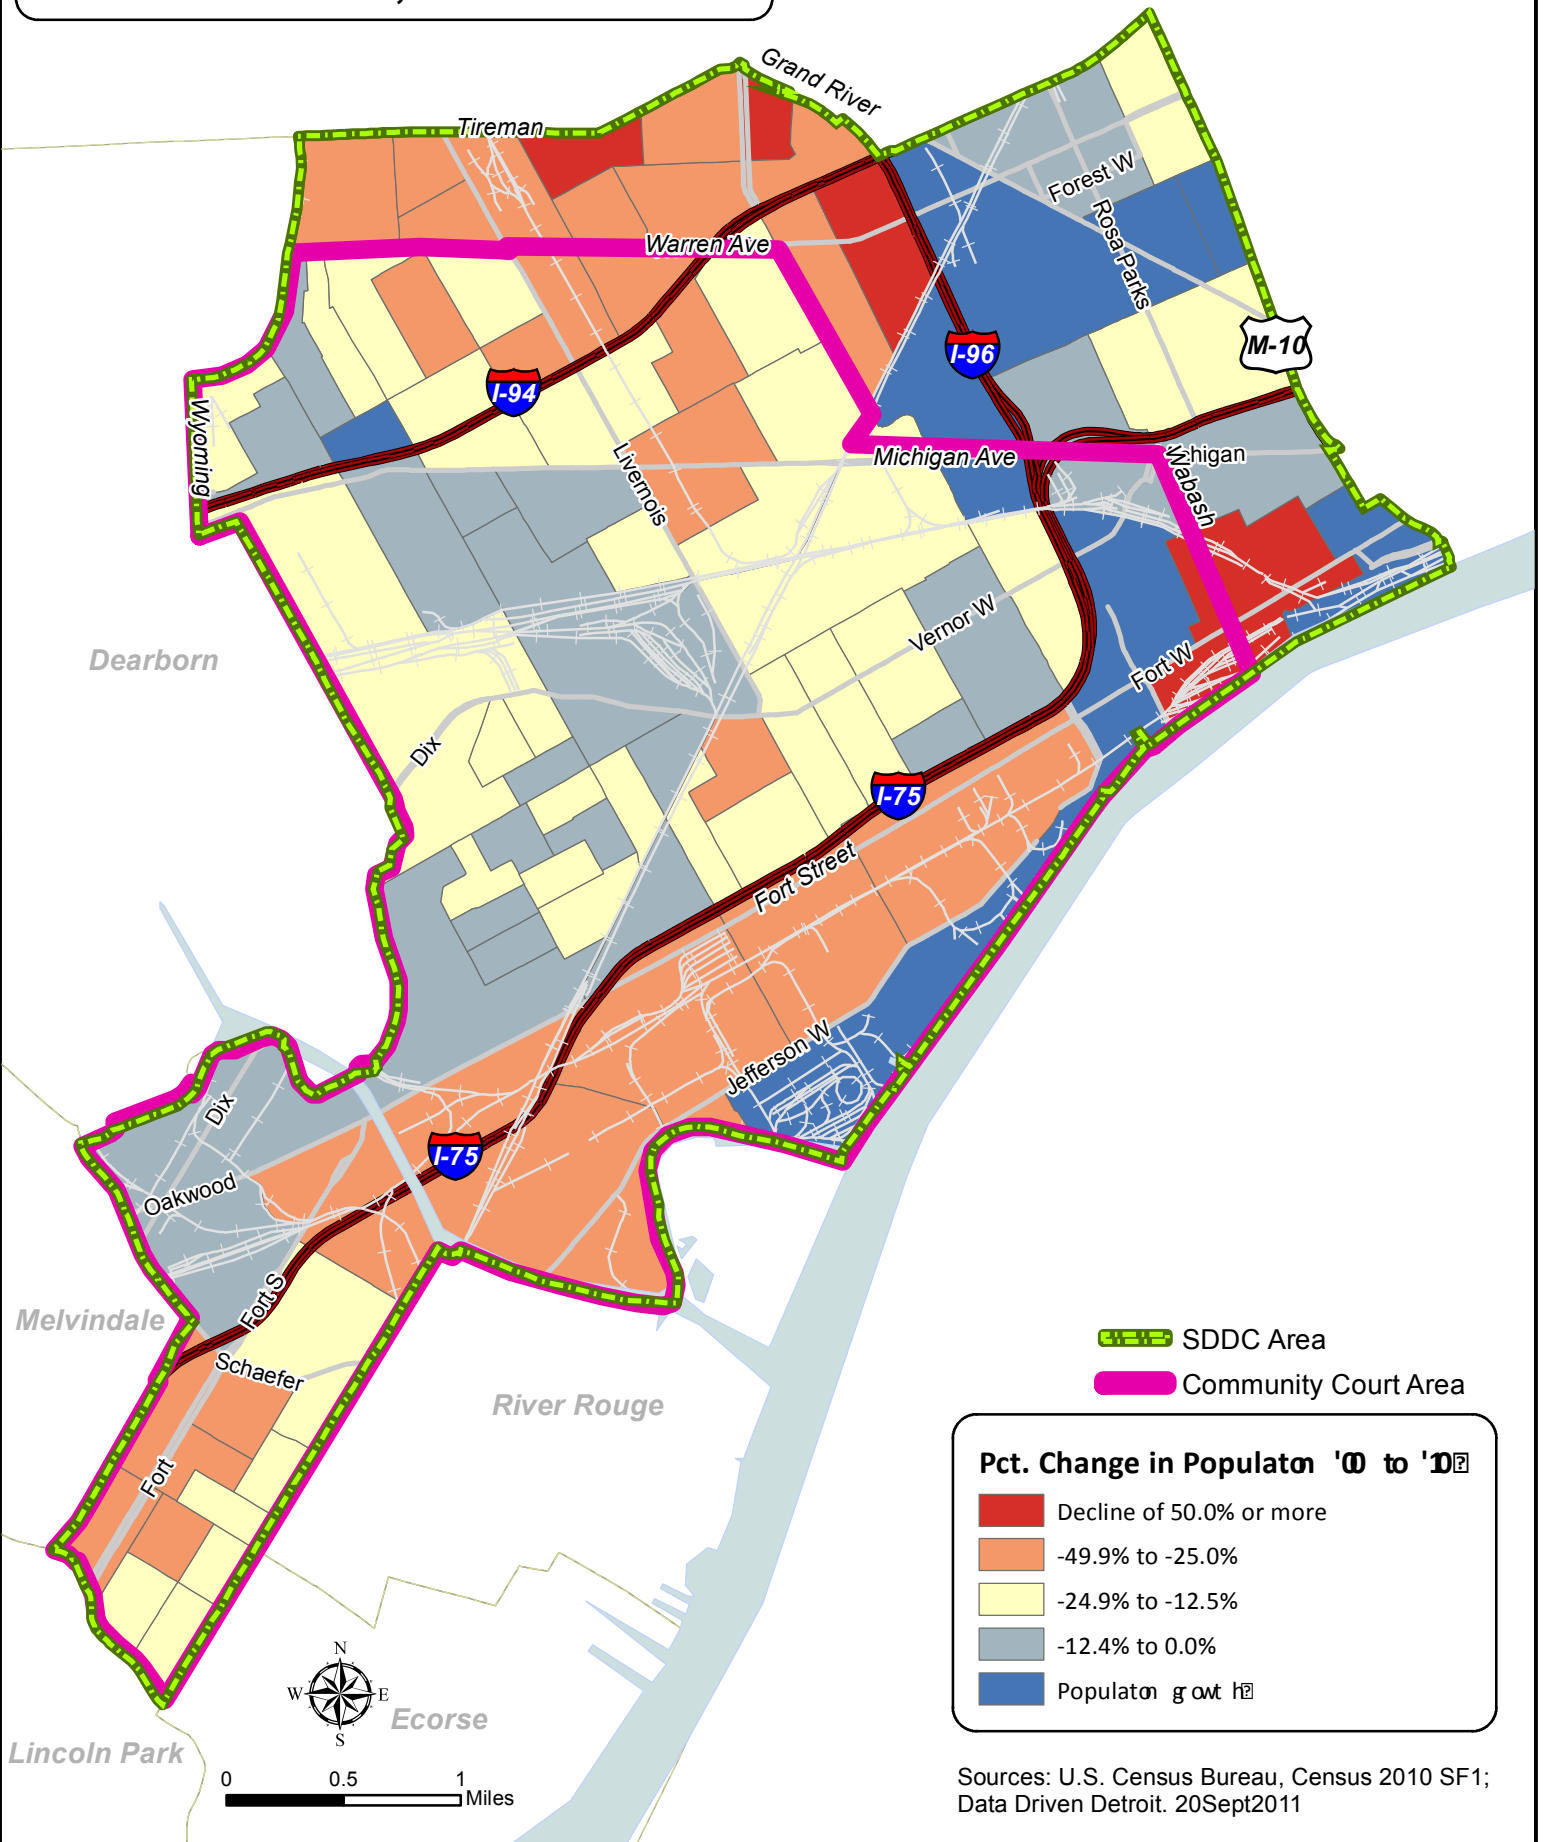 Grand River
Tireman
Forest W
Rosa Parks
Warren Ave
M-10
I-96
I-94
Wyoming
Livernois
Michigan Ave
chigan
Wabash
Vernor W
Dearborn
Fort W
Dix
I-75
Fort Street
Jefferson W
Dix
I-75
Oakwood
Fort S
Melvindale
Schaefer
River Rouge
Fort
SDDC Area
Community Court Area
Pct. Change in Populaton '00 to '10
Decline of 50.0% or more
-49.9% to -25.0%
-24.9% to -12.5%
-12.4% to 0.0%
Populaton growt h
N
W E
S
Ecorse
Lincoln Park
0 0.5 1
Miles
Sources: U.S. Census Bureau, Census 2010 SF1;
Data Driven Detroit. 20Sept2011